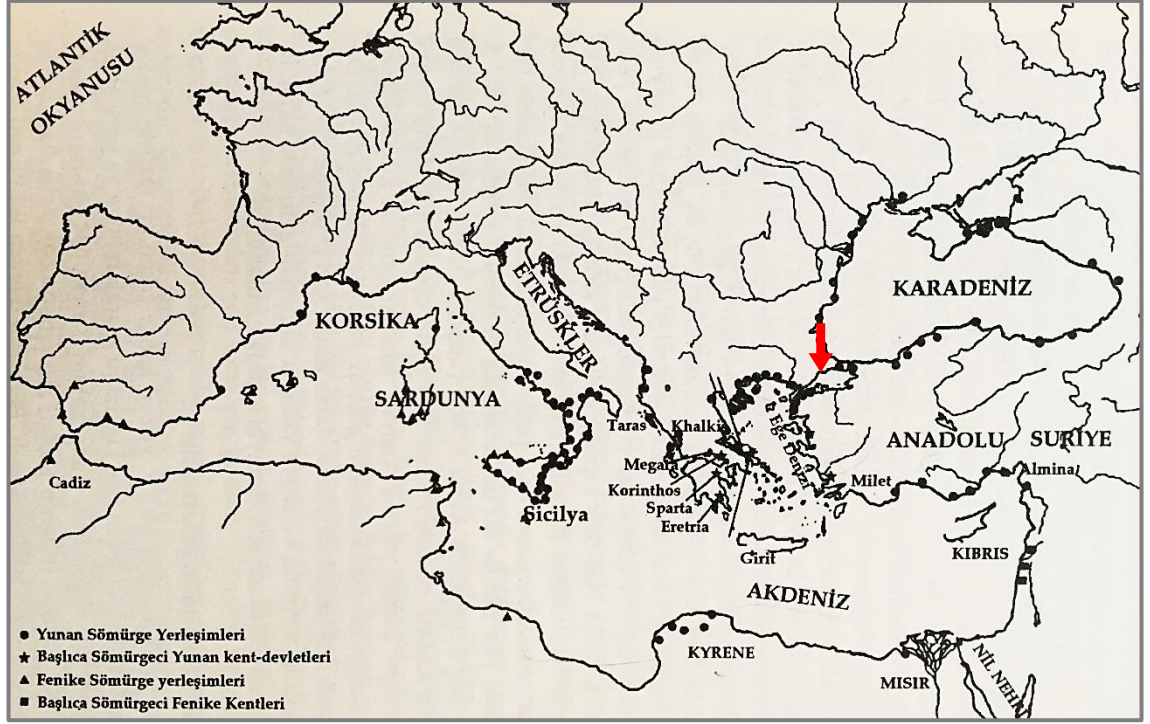 ATLANTİK
OKYANUSU
KARADENİZ
ETRÜSKLER
KORSİKA
SARDUNYA
Taras
Khalki
Ege Denizi
ANADOLU
SURİYE
Megara
Korinthos
Sparta
Eretria
Milet
Almina
Cadiz
Sicilya
Girit
KIBRIS
AKDENİZ
KYRENE
MISIR
NİL NEHRİ
Yunan Sömürge Yerleşimleri
Başlıca Sömürgeci Yunan kent-devletleri
Fenike Sömürge yerleşimleri
Başlıca Sömürgeci Fenike Kentleri